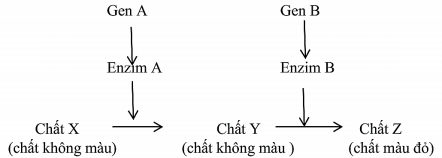 Gen A Gen B
Enzim A Enzim B
Chất X Chất Y Chất Z
(chất không màu) (chất không màu ) (chất màu đỏ)